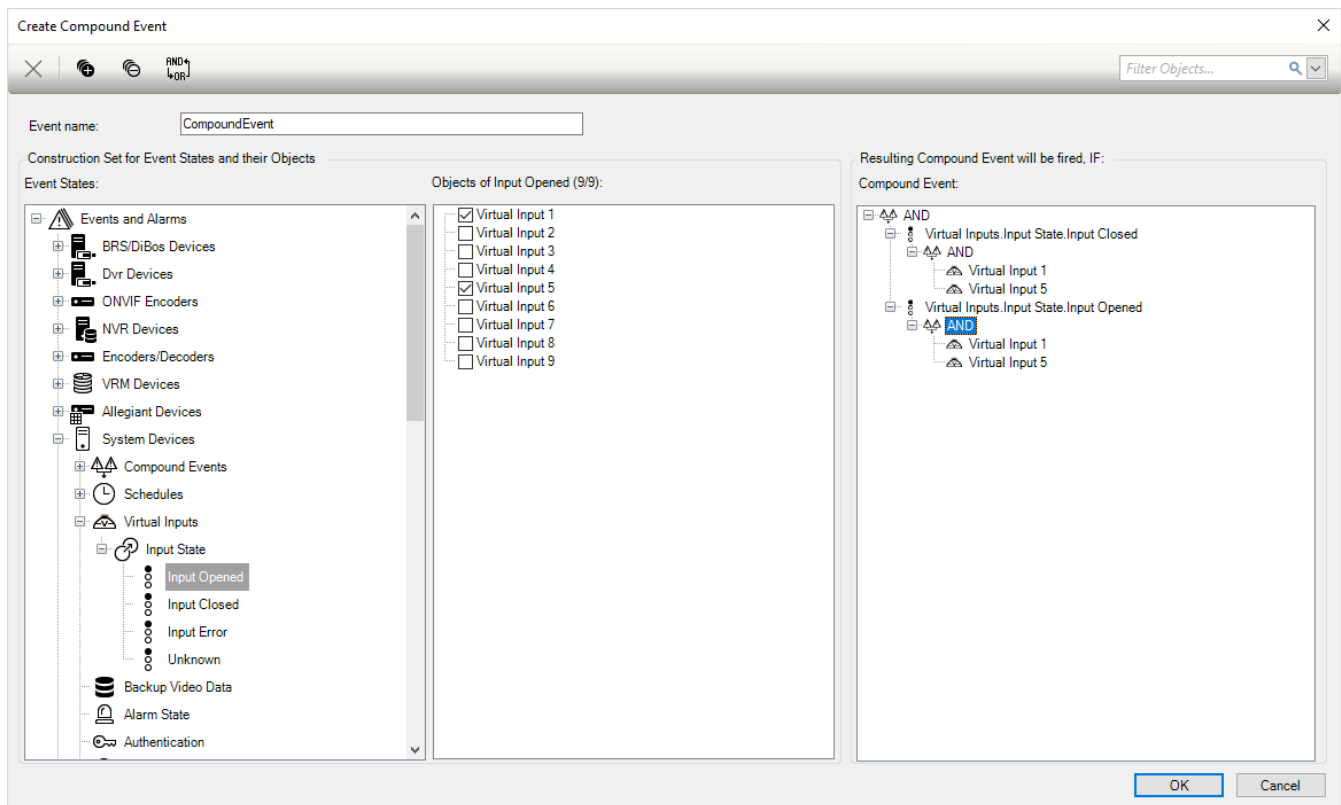 Create Compound Event
AND
OR
Filter Objects...
Event name:
CompoundEvent
Construction Set for Event States and their Objects
Event States:
Events and Alarms
BRS/DiBos Devices
Dvr Devices
ONVIF Encoders
NVR Devices
Encoders/Decoders
VRM Devices
Allegiant Devices
System Devices
Compound Events
Schedules
Virtual Inputs
Input State
Input Opened
Input Closed
Input Error
Unknown
Backup Video Data
Alarm State
Authentication
Objects of Input Opened (9/9):
Virtual Input 1
Virtual Input 2
Virtual Input 3
Virtual Input 4
Virtual Input 5
Virtual Input 6
Virtual Input 7
Virtual Input 8
Virtual Input 9
Resulting Compound Event will be fired, IF:
Compound Event:
AND
Virtual Inputs.Input State.Input Closed
AND
Virtual Input 1
Virtual Input 5
Virtual Inputs.Input State.Input Opened
AND
Virtual Input 1
Virtual Input 5
OK
Cancel